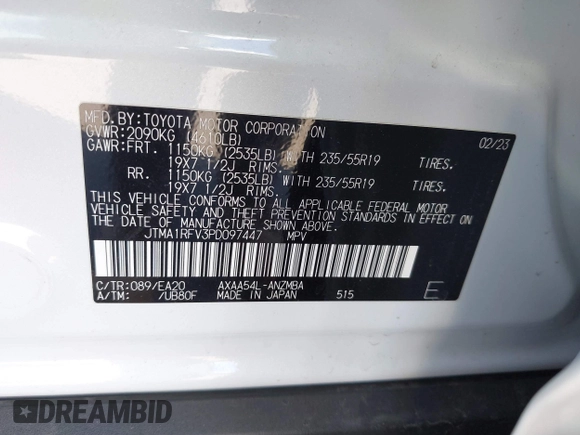 MFD.BY:TOYOTA MOTOR CORPORATION 02/23
GVWR:2090KG (4610LB)
GAWR:FRT. 1150KG (2535LB) WITH 235/55R19 TIRES.
19X7 1/2J RIMS.
RR. 1150KG (2535LB) WITH 235/55R19 TIRES.
19X7 1/2J RIMS.
THIS VEHICLE CONFORMS TO ALL APPLICABLE FEDERAL MOTOR
VEHICLE SAFETY AND THEFT PREVENTION STANDARDS IN EFFECT
ON THE DATE OF MANUFACTURE SHOWN ABOVE.
JTMA1RFV3PD097447 MPV
C/TR:089/EA20 AXAA54L-ANZMBA
A/TM: /UB80F MADE IN JAPAN 515 E
DREAMBID